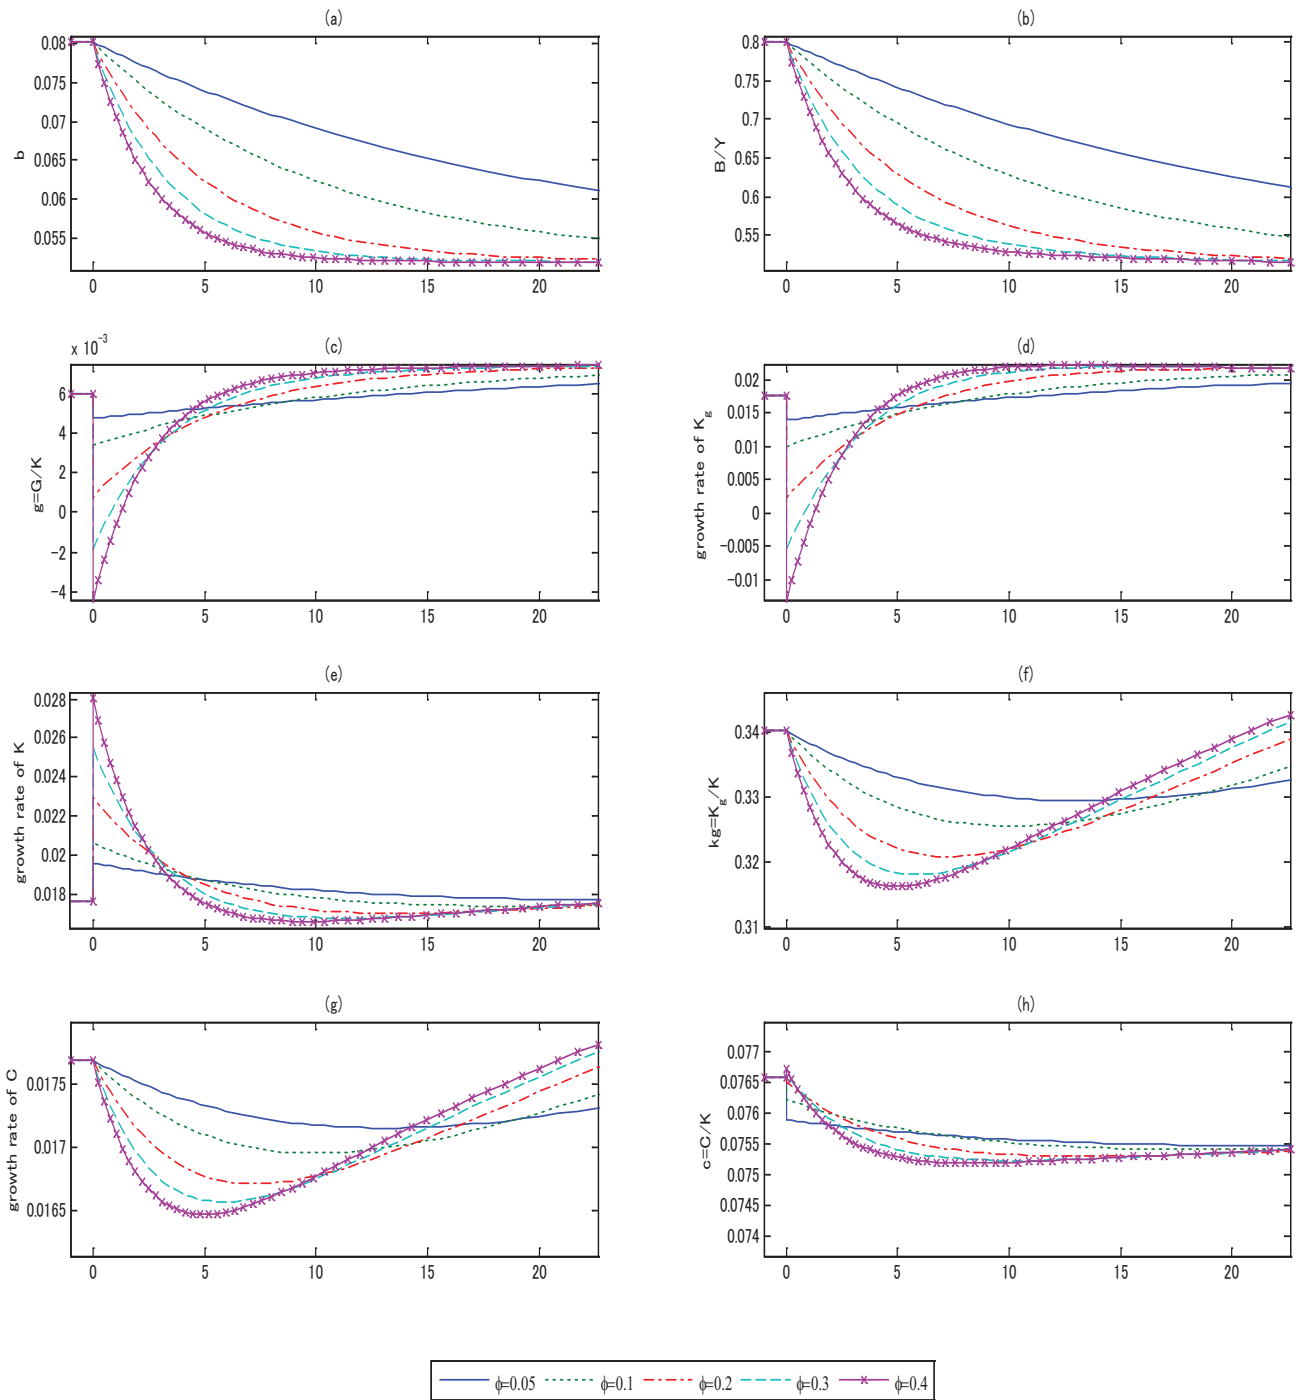 (a)
b
0.08
0.075
0.07
0.065
0.06
0.055
0 5 10 15 20
(b)
B/Y
0.8
0.75
0.7
0.65
0.6
0.55
0 5 10 15 20
(c)
x 10⁻³
g=G/K
6
4
2
0
−2
−4
0 5 10 15 20
(d)
growth rate of K_g
0.02
0.015
0.01
0.005
0
−0.005
−0.01
0 5 10 15 20
(e)
growth rate of K
0.028
0.026
0.024
0.022
0.02
0.018
0 5 10 15 20
(f)
kg=K_g/K
0.34
0.33
0.32
0.31
0 5 10 15 20
(g)
growth rate of C
0.0175
0.017
0.0165
0 5 10 15 20
(h)
c=C/K
0.077
0.0765
0.076
0.0755
0.075
0.0745
0.074
0 5 10 15 20
ϕ=0.05 ϕ=0.1 ϕ=0.2 ϕ=0.3 ϕ=0.4